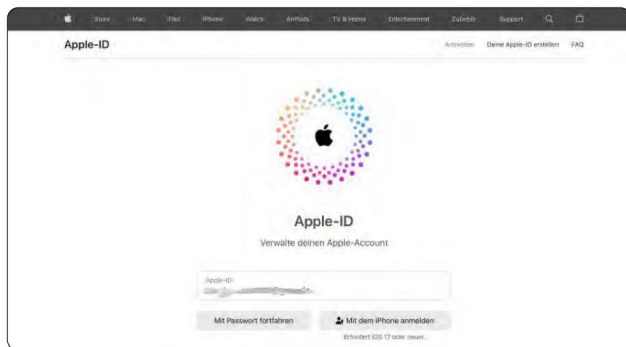 Store Mac iPad iPhone Watch AirPods TV & Home Entertainment Zubehör Support
Apple-ID Anmelden Deine Apple-ID erstellen FAQ
Apple-ID
Verwalte deinen Apple-Account
Apple-ID
Mit Passwort fortfahren Mit dem iPhone anmelden
Erfordert iOS 17 oder neuer.